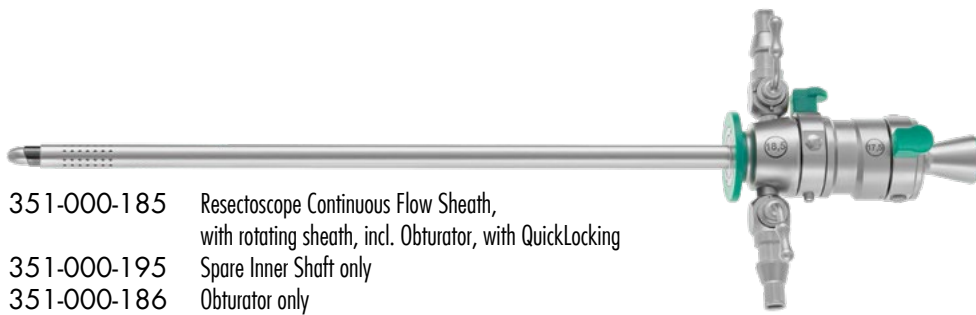 18,5
17,5
351-000-185 Resectoscope Continuous Flow Sheath,
with rotating sheath, incl. Obturator, with QuickLocking
351-000-195 Spare Inner Shaft only
351-000-186 Obturator only